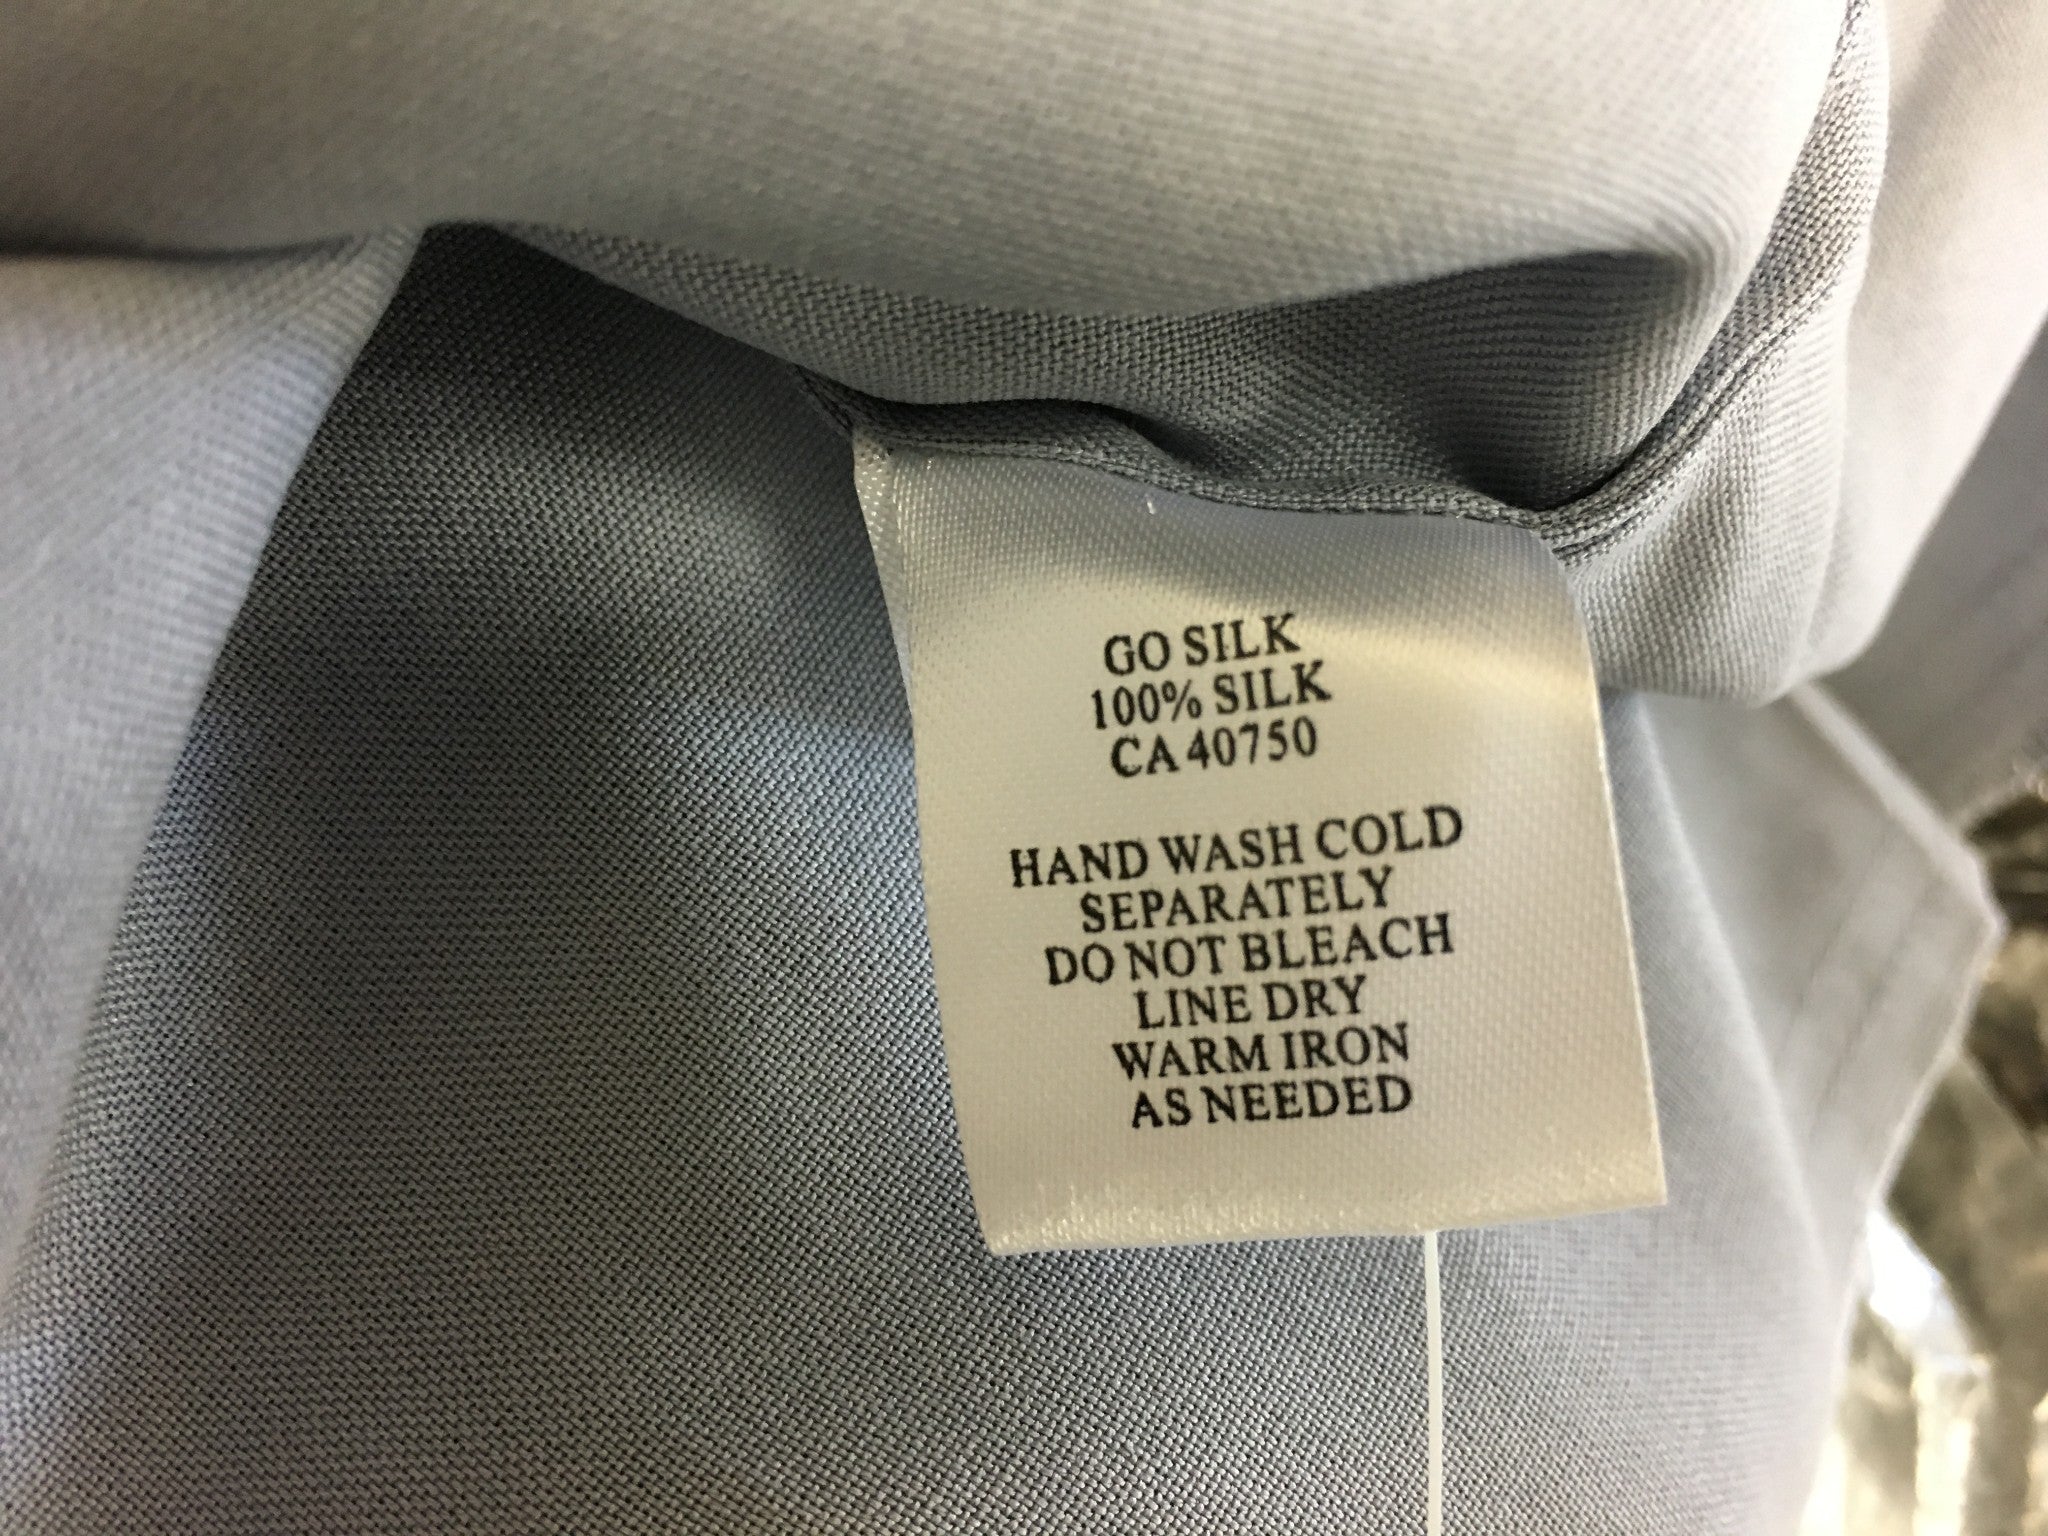 GO SILK
100% SILK
CA 40750
HAND WASH COLD
SEPARATELY
DO NOT BLEACH
LINE DRY
WARM IRON
AS NEEDED